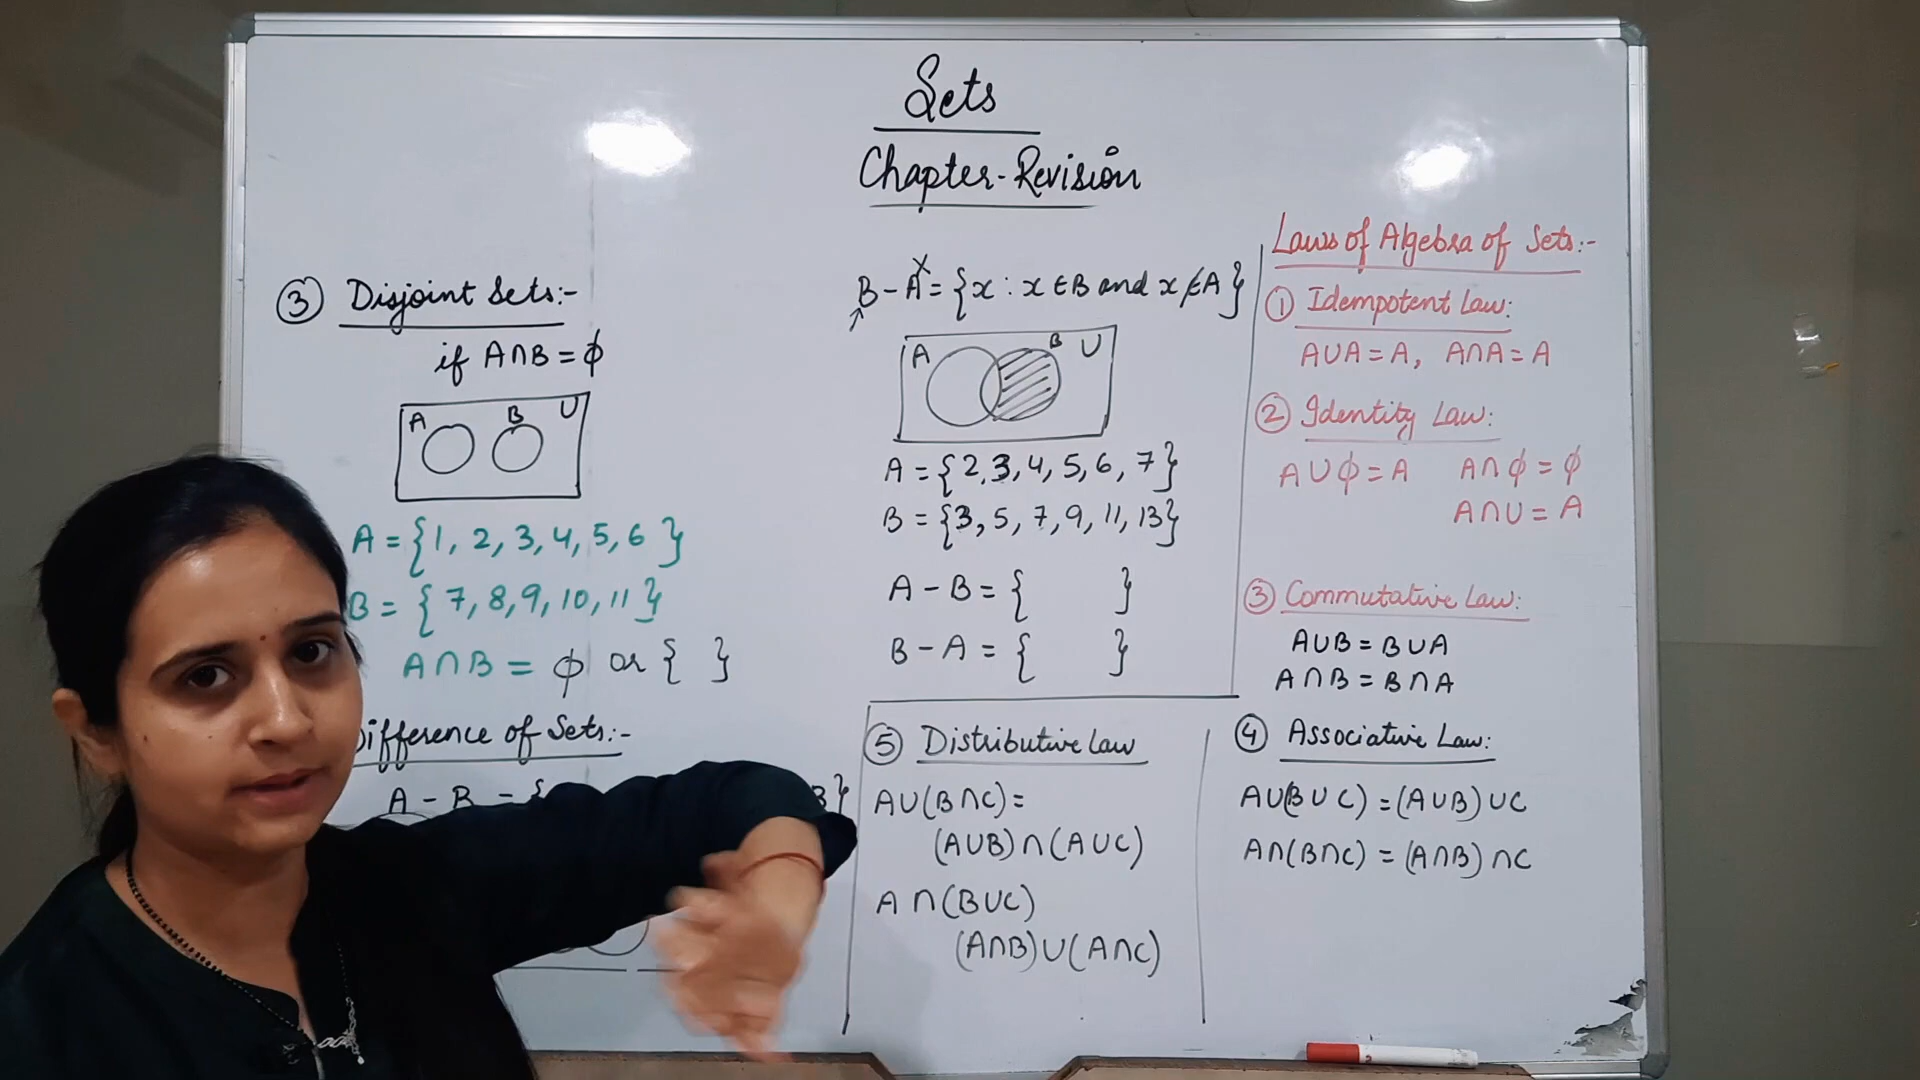 Sets
Chapter-Revision
③ Disjoint Sets:-
if A∩B = ϕ
A B U
A = {1, 2, 3, 4, 5, 6 }
B = { 7, 8, 9, 10, 11 }
A∩B = ϕ or { }
Difference of Sets:-
A - B = {
B}
B - A = {x : x ∈ B and x ∉ A }
A B U
A = {2, 3, 4, 5, 6, 7}
B = {3, 5, 7, 9, 11, 13}
A - B = { }
B - A = { }
⑤ Distributive Law
A∪(B∩C) =
(A∪B)∩(A∪C)
A∩(B∪C)
(A∩B)∪(A∩C)
Laws of Algebra of Sets:-
① Idempotent Law:
A∪A = A, A∩A = A
② Identity Law:
A∪ϕ = A A∩ϕ = ϕ
A∩U = A
③ Commutative Law:
A∪B = B∪A
A∩B = B∩A
④ Associative Law:
A∪(B∪C) = (A∪B)∪C
A∩(B∩C) = (A∩B)∩C